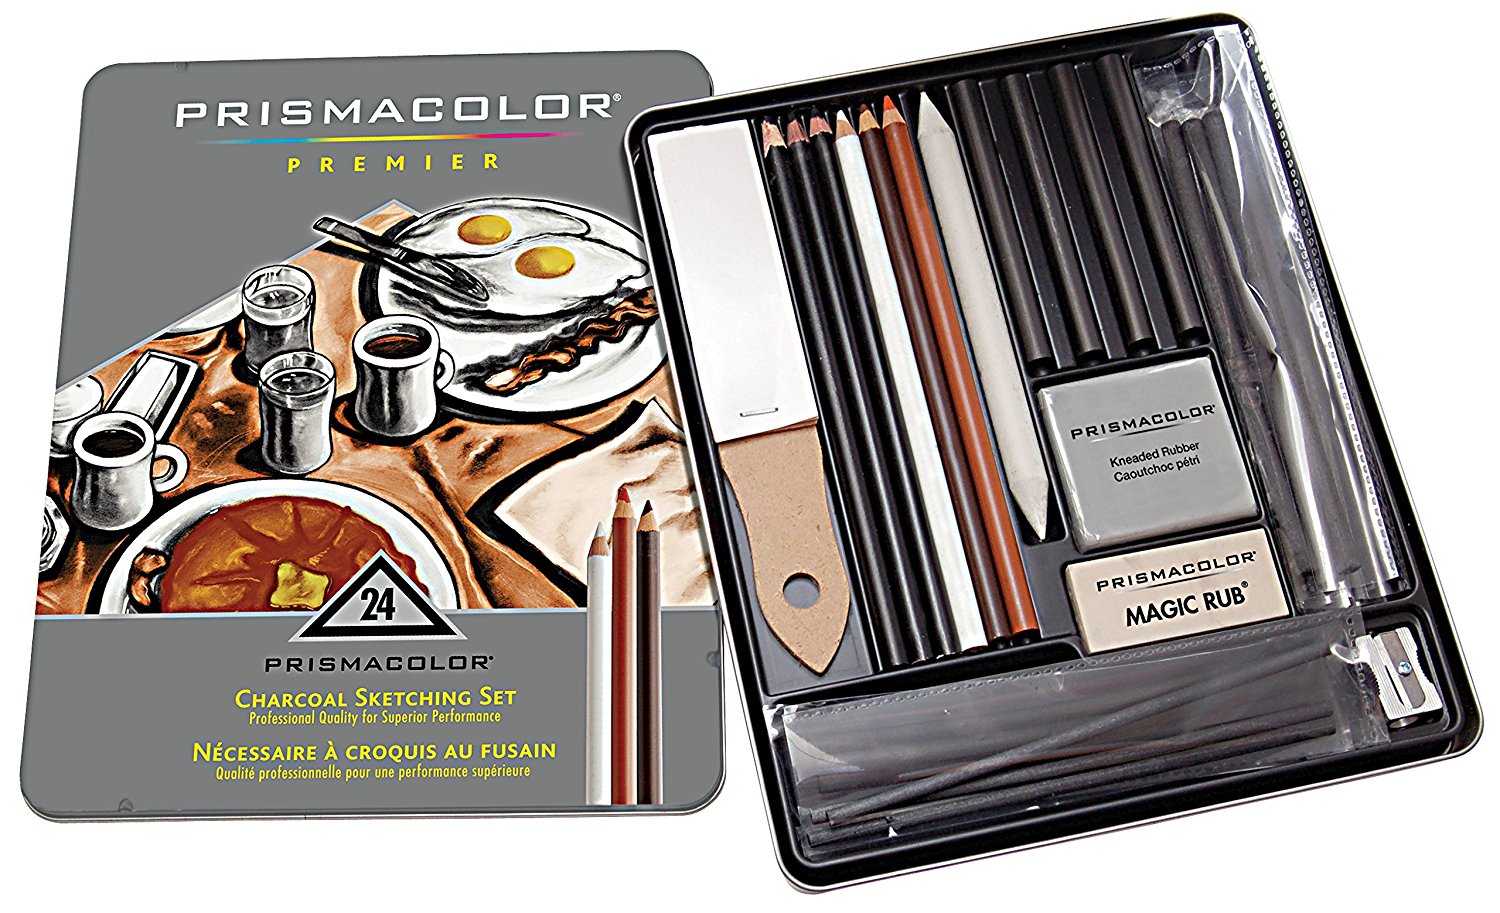 PRISMACOLOR®
PREMIER
24
PRISMACOLOR®
CHARCOAL SKETCHING SET
Professional Quality for Superior Performance
NÉCESSAIRE À CROQUIS AU FUSAIN
Qualité professionnelle pour une performance supérieure
PRISMACOLOR®
Kneaded Rubber
Caoutchoc pétri
PRISMACOLOR®
MAGIC RUB®